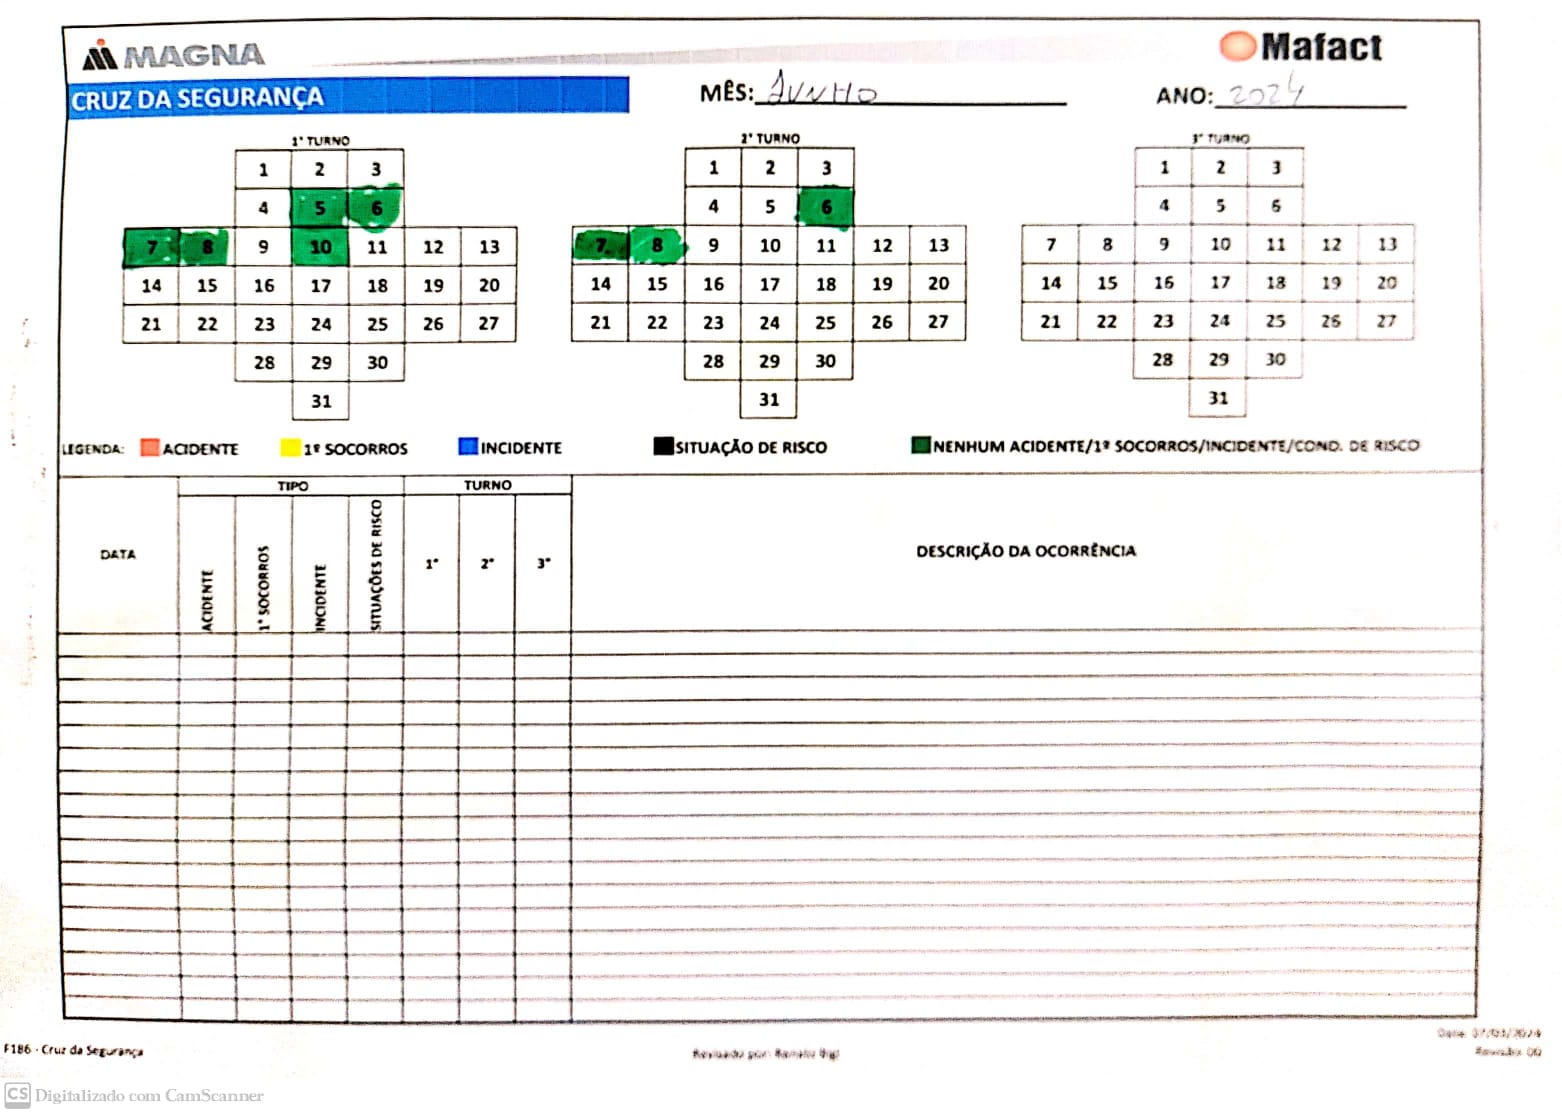 MAGNA
Mafact
CRUZ DA SEGURANÇA
MÊS: JUNHO
ANO: 2024
1° TURNO
2° TURNO
3° TURNO
1 2 3 1 2 3 1 2 3
4 5 6 4 5 6 4 5 6
7 8 9 10 11 12 13 7 8 9 10 11 12 13 7 8 9 10 11 12 13
14 15 16 17 18 19 20 14 15 16 17 18 19 20 14 15 16 17 18 19 20
21 22 23 24 25 26 27 21 22 23 24 25 26 27 21 22 23 24 25 26 27
28 29 30 28 29 30 28 29 30
31 31 31
LEGENDA: ACIDENTE 1º SOCORROS INCIDENTE SITUAÇÃO DE RISCO NENHUM ACIDENTE/1º SOCORROS/INCIDENTE/COND. DE RISCO
TIPO TURNO
DATA ACIDENTE 1° SOCORROS INCIDENTE SITUAÇÕES DE RISCO 1° 2° 3° DESCRIÇÃO DA OCORRÊNCIA
F186 - Cruz da Segurança
Revisado por: Renato
Revisão: 00
CS Digitalizado com CamScanner